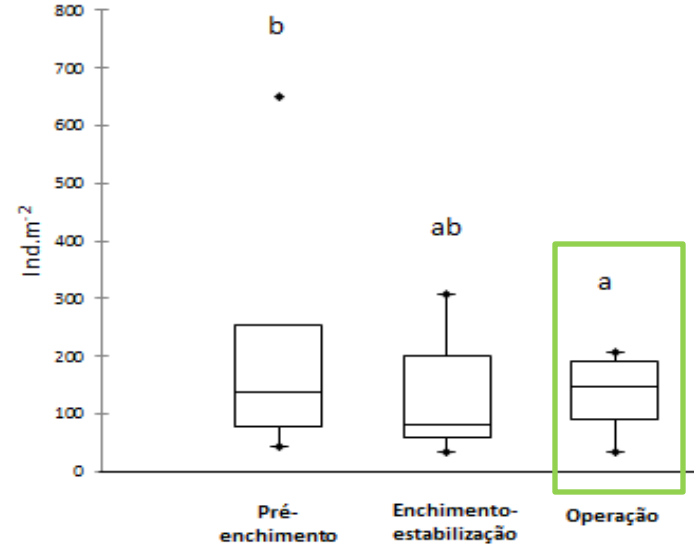 800
700
600
500
400
300
200
100
0
Ind.m⁻²
b
ab
a
Pré-
enchimento
Enchimento-
estabilização
Operação